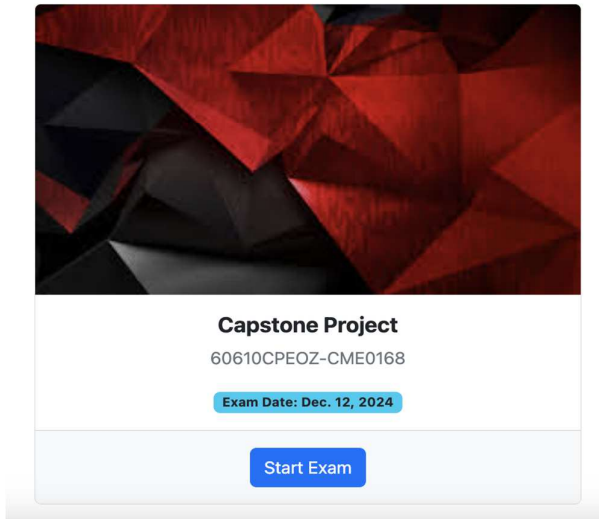 Capstone Project
60610CPEOZ-CME0168
Exam Date: Dec. 12, 2024
Start Exam